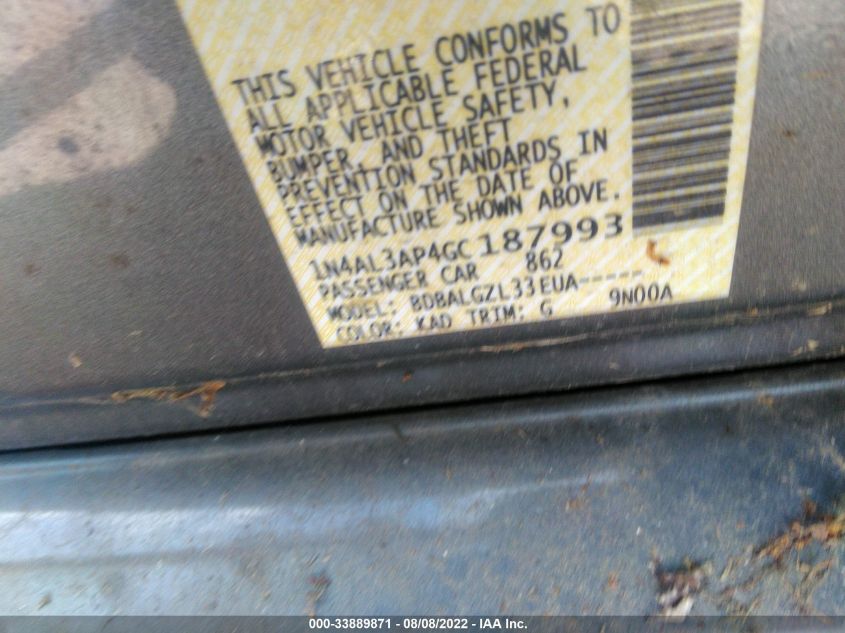 THIS VEHICLE CONFORMS TO
ALL APPLICABLE FEDERAL
MOTOR VEHICLE SAFETY,
BUMPER, AND THEFT
PREVENTION STANDARDS IN
EFFECT ON THE DATE OF
MANUFACTURE SHOWN ABOVE.
1N4AL3AP4GC187993
PASSENGER CAR 862
MODEL: BDBALGZL33EUA-----
COLOR: KAD TRIM: G 9N00A
000-33889871 - 08/08/2022 - IAA Inc.